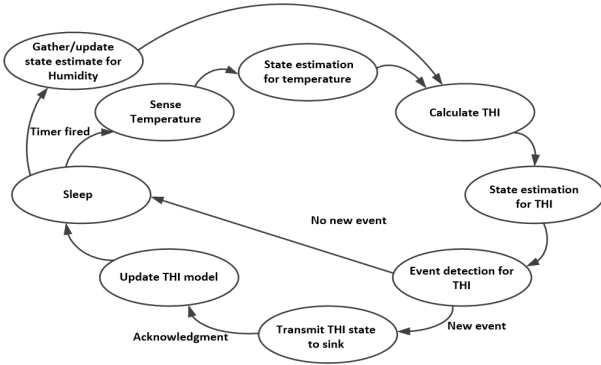 Gather/update
state estimate for
Humidity
State estimation
for temperature
Sense
Temperature
Calculate THI
Timer fired
Sleep
State estimation
for THI
No new event
Update THI model
Event detection for
THI
Acknowledgment
Transmit THI state
to sink
New event